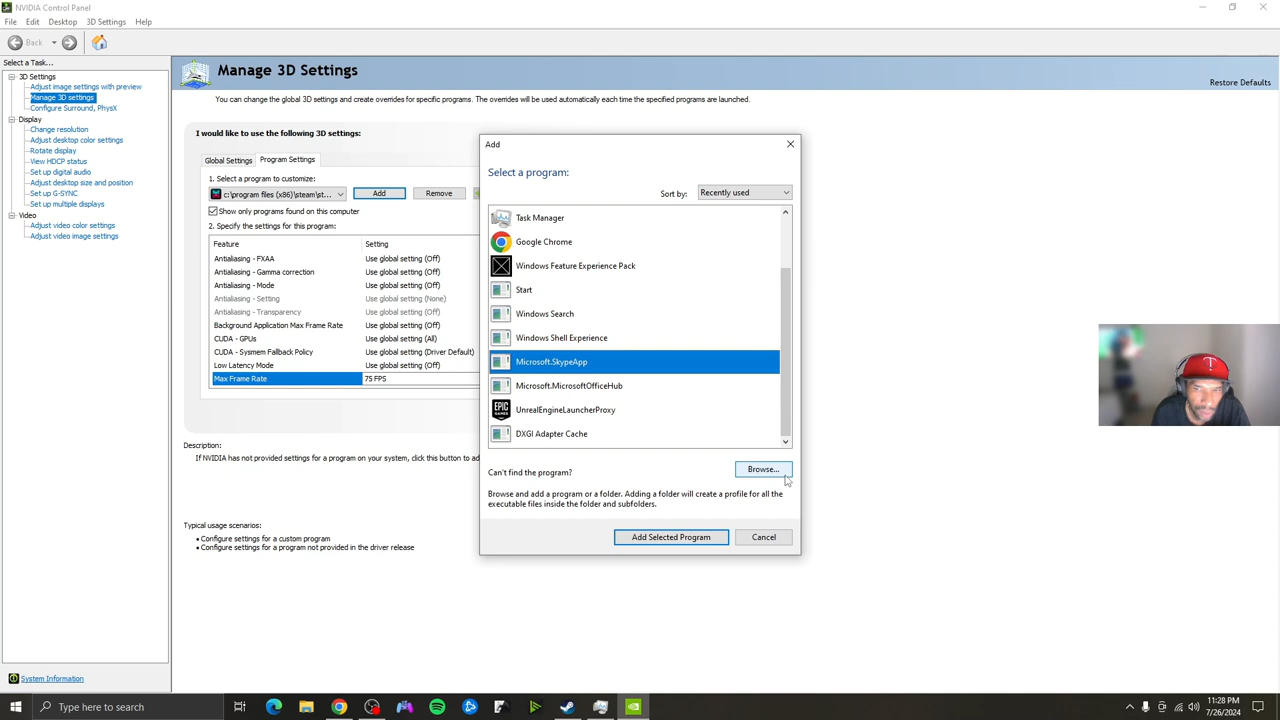 NVIDIA Control Panel
File Edit Desktop 3D Settings Help
Back
Select a Task...
3D Settings
Adjust image settings with preview
Manage 3D settings
Configure Surround, PhysX
Display
Change resolution
Adjust desktop color settings
Rotate display
View HDCP status
Set up digital audio
Adjust desktop size and position
Set up G-SYNC
Set up multiple displays
Video
Adjust video color settings
Adjust video image settings
System Information
Manage 3D Settings
Restore Defaults
You can change the global 3D settings and create overrides for specific programs. The overrides will be used automatically each time the specified programs are launched.
I would like to use the following 3D settings:
Global Settings Program Settings
1. Select a program to customize:
c:\program files (x86)\steam\st... Add Remove
Show only programs found on this computer
2. Specify the settings for this program:
Feature Setting
Antialiasing - FXAA Use global setting (Off)
Antialiasing - Gamma correction Use global setting (Off)
Antialiasing - Mode Use global setting (Off)
Antialiasing - Setting Use global setting (None)
Antialiasing - Transparency Use global setting (Off)
Background Application Max Frame Rate Use global setting (Off)
CUDA - GPUs Use global setting (All)
CUDA - Sysmem Fallback Policy Use global setting (Driver Default)
Low Latency Mode Use global setting (Off)
Max Frame Rate 75 FPS
Description:
If NVIDIA has not provided settings for a program on your system, click this button to ad
Typical usage scenarios:
• Configure settings for a custom program
• Configure settings for a program not provided in the driver release
Add
Select a program:
Sort by: Recently used
Task Manager
Google Chrome
Windows Feature Experience Pack
Start
Windows Search
Windows Shell Experience
Microsoft.SkypeApp
Microsoft.MicrosoftOfficeHub
EPIC GAMES UnrealEngineLauncherProxy
DXGI Adapter Cache
Can't find the program? Browse...
Browse and add a program or a folder. Adding a folder will create a profile for all the
executable files inside the folder and subfolders.
Add Selected Program Cancel
T
Type here to search
11:28 PM
7/26/2024